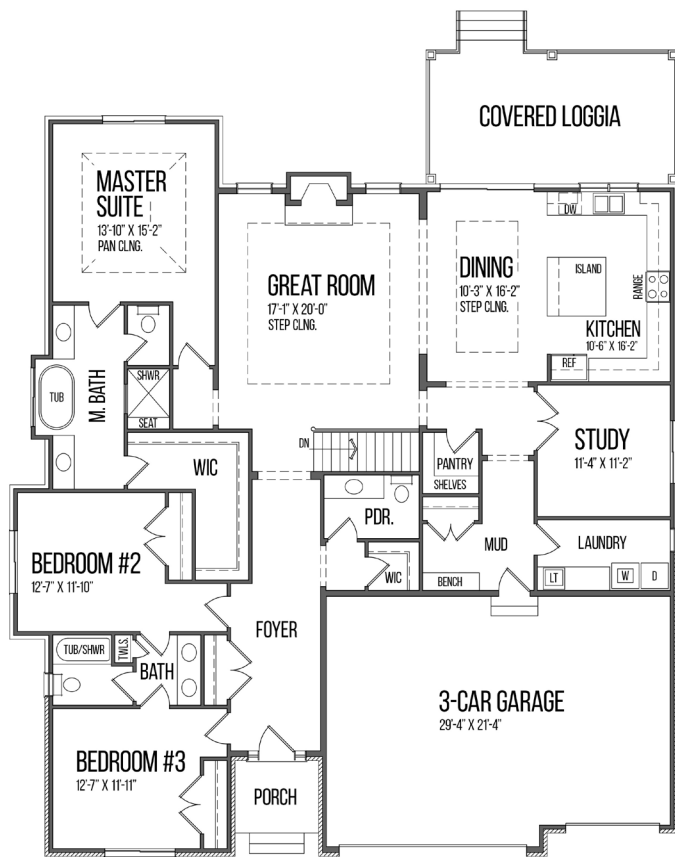 COVERED LOGGIA
MASTER
SUITE
13'-10" X 15'-2"
PAN CLNG.
GREAT ROOM
17'-1" X 20'-0"
STEP CLNG.
DINING
10'-3" X 16'-2"
STEP CLNG.
DW
ISLAND
RANGE
KITCHEN
10'-6" X 16'-2"
REF
TUB
M. BATH
SHWR
SEAT
WIC
DN
PANTRY
SHELVES
STUDY
11'-4" X 11'-2"
PDR.
MUD
LAUNDRY
LT
W
D
BENCH
WIC
BEDROOM #2
12'-7" X 11'-10"
FOYER
TUB/SHWR
TWLS.
BATH
3-CAR GARAGE
29'-4" X 21'-4"
BEDROOM #3
12'-7" X 11'-11"
PORCH